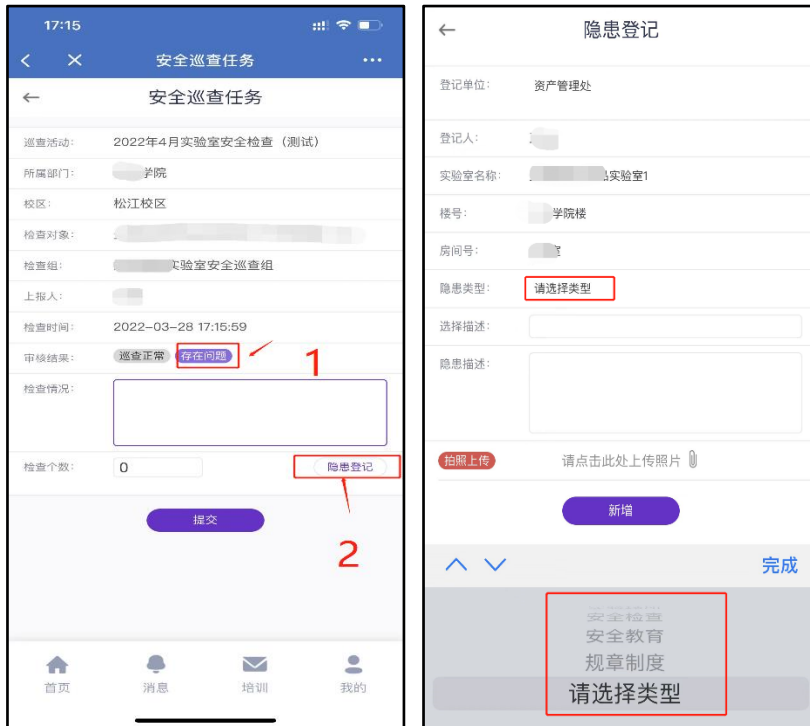 17:15
安全巡查任务
安全巡查任务
巡查活动： 2022年4月实验室安全检查（测试）
所属部门： 学院
校区： 松江校区
检查对象：
检查组： 实验室安全巡查组
上报人：
检查时间： 2022-03-28 17:15:59
审核结果： 巡查正常 存在问题
1
检查情况：
检查个数： 0 隐患登记
提交
2
首页 消息 培训 我的
隐患登记
登记单位： 资产管理处
登记人：
实验室名称： 实验室1
楼号： 学院楼
房间号： 室
隐患类型： 请选择类型
选择描述：
隐患描述：
拍照上传 请点击此处上传照片
新增
完成
安全检查
安全教育
规章制度
请选择类型